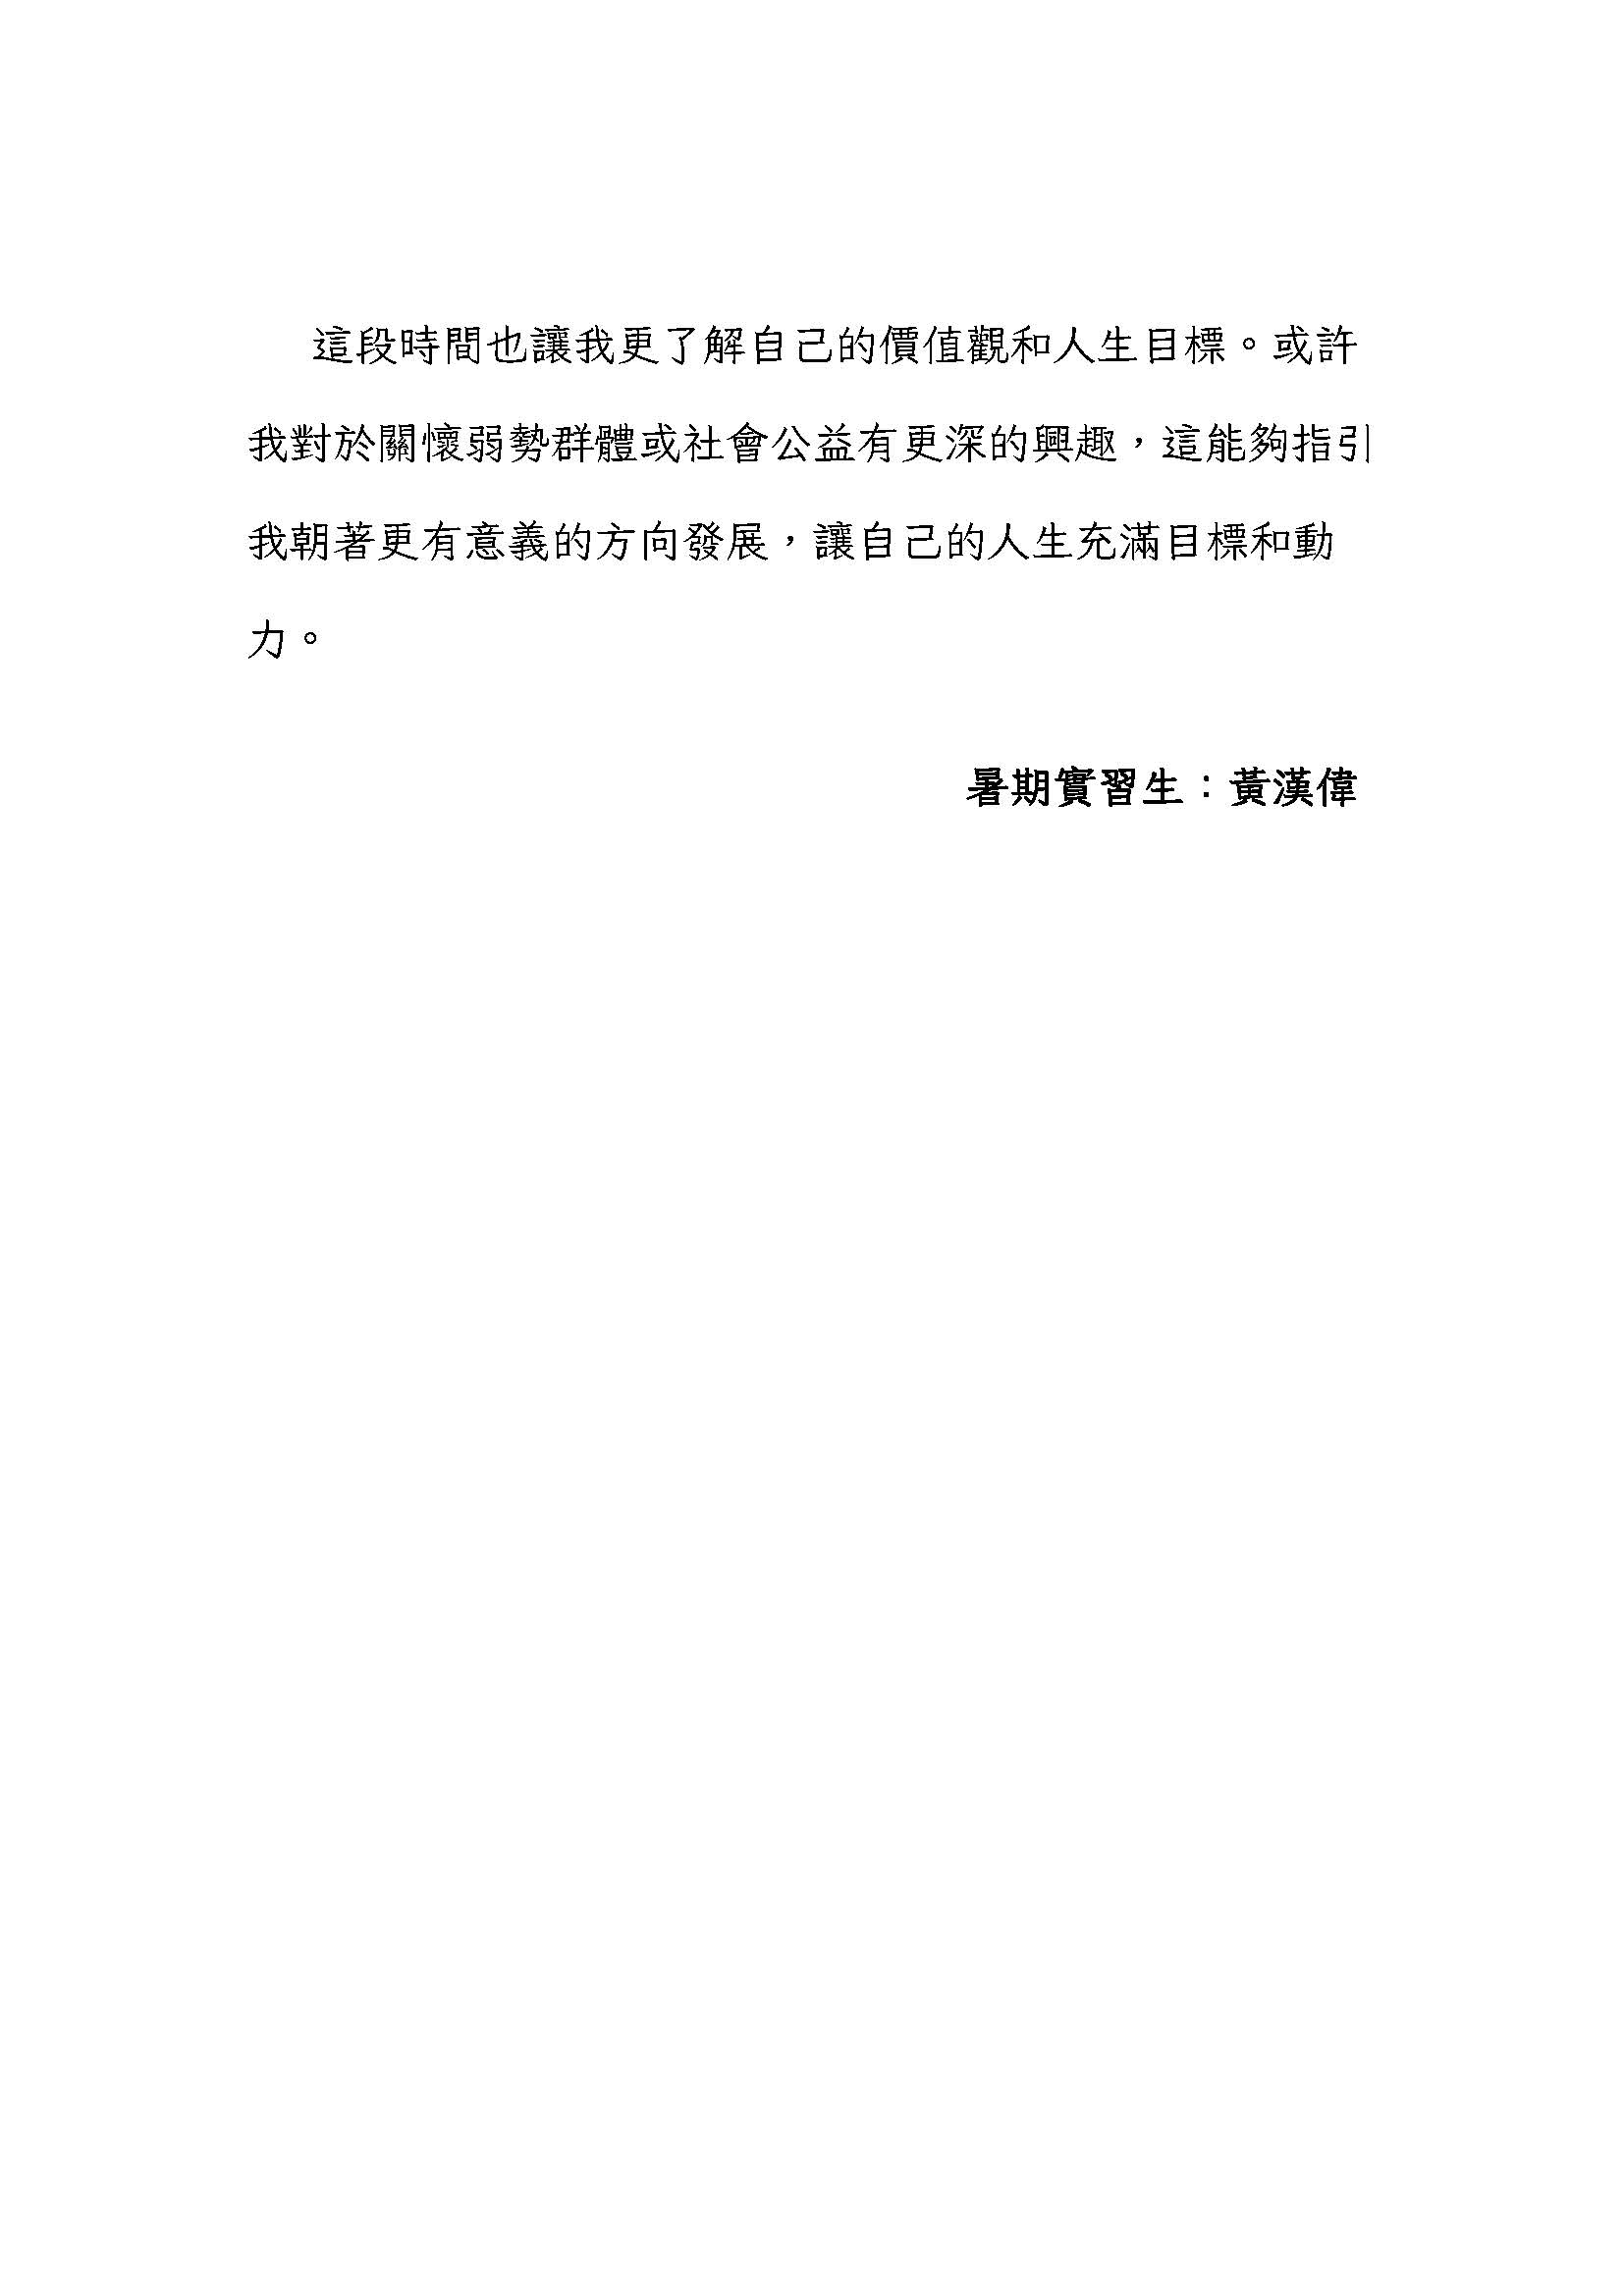 這段時間也讓我更了解自己的價值觀和人生目標。或許
我對於關懷弱勢群體或社會公益有更深的興趣，這能夠指引
我朝著更有意義的方向發展，讓自己的人生充滿目標和動
力。
暑期實習生：黃漢偉